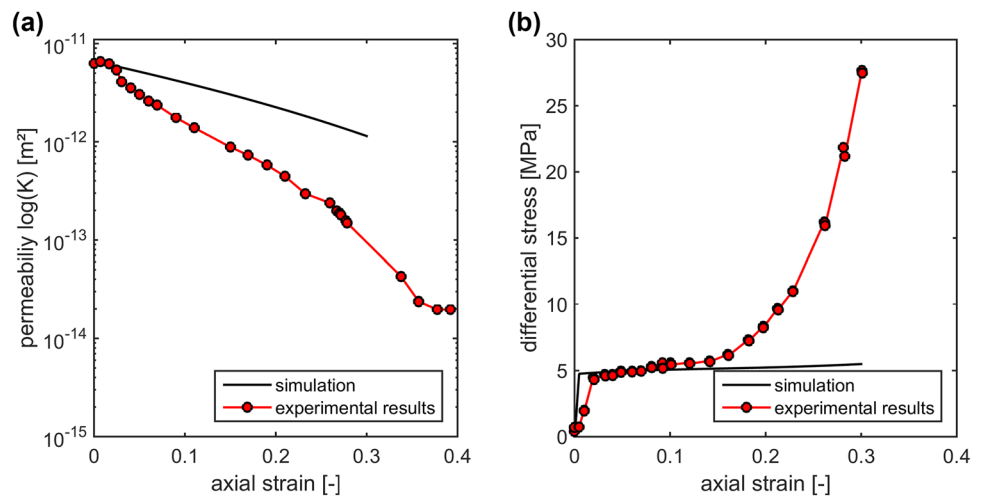 (a)
permeabiliy log(K) [m²]
10⁻¹¹
10⁻¹²
10⁻¹³
10⁻¹⁴
10⁻¹⁵
simulation
experimental results
0 0.1 0.2 0.3 0.4
axial strain [-]
(b)
differential stress [MPa]
30
25
20
15
10
5
0
simulation
experimental results
0 0.1 0.2 0.3 0.4
axial strain [-]